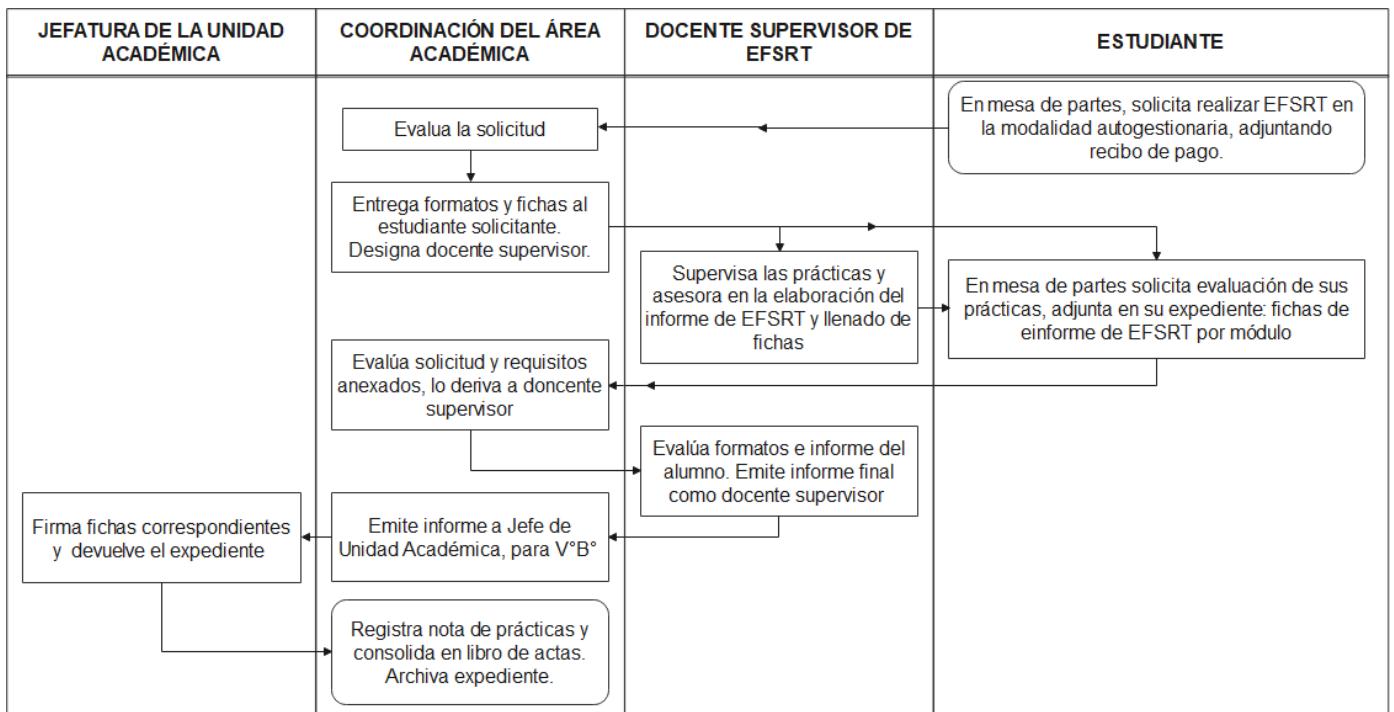 JEFATURA DE LA UNIDAD
ACADÉMICA
COORDINACIÓN DEL ÁREA
ACADÉMICA
DOCENTE SUPERVISOR DE
EFSRT
ESTUDIANTE
En mesa de partes, solicita realizar EFSRT en
la modalidad autogestionaria, adjuntando
recibo de pago.
Evalua la solicitud
Entrega formatos y fichas al
estudiante solicitante.
Designa docente supervisor.
Supervisa las prácticas y
asesora en la elaboración del
informe de EFSRT y llenado de
fichas
En mesa de partes solicita evaluación de sus
prácticas, adjunta en su expediente: fichas de
einforme de EFSRT por módulo
Evalúa solicitud y requisitos
anexados, lo deriva a doncente
supervisor
Evalúa formatos e informe del
alumno. Emite informe final
como docente supervisor
Emite informe a Jefe de
Unidad Académica, para V°B°
Firma fichas correspondientes
y devuelve el expediente
Registra nota de prácticas y
consolida en libro de actas.
Archiva expediente.